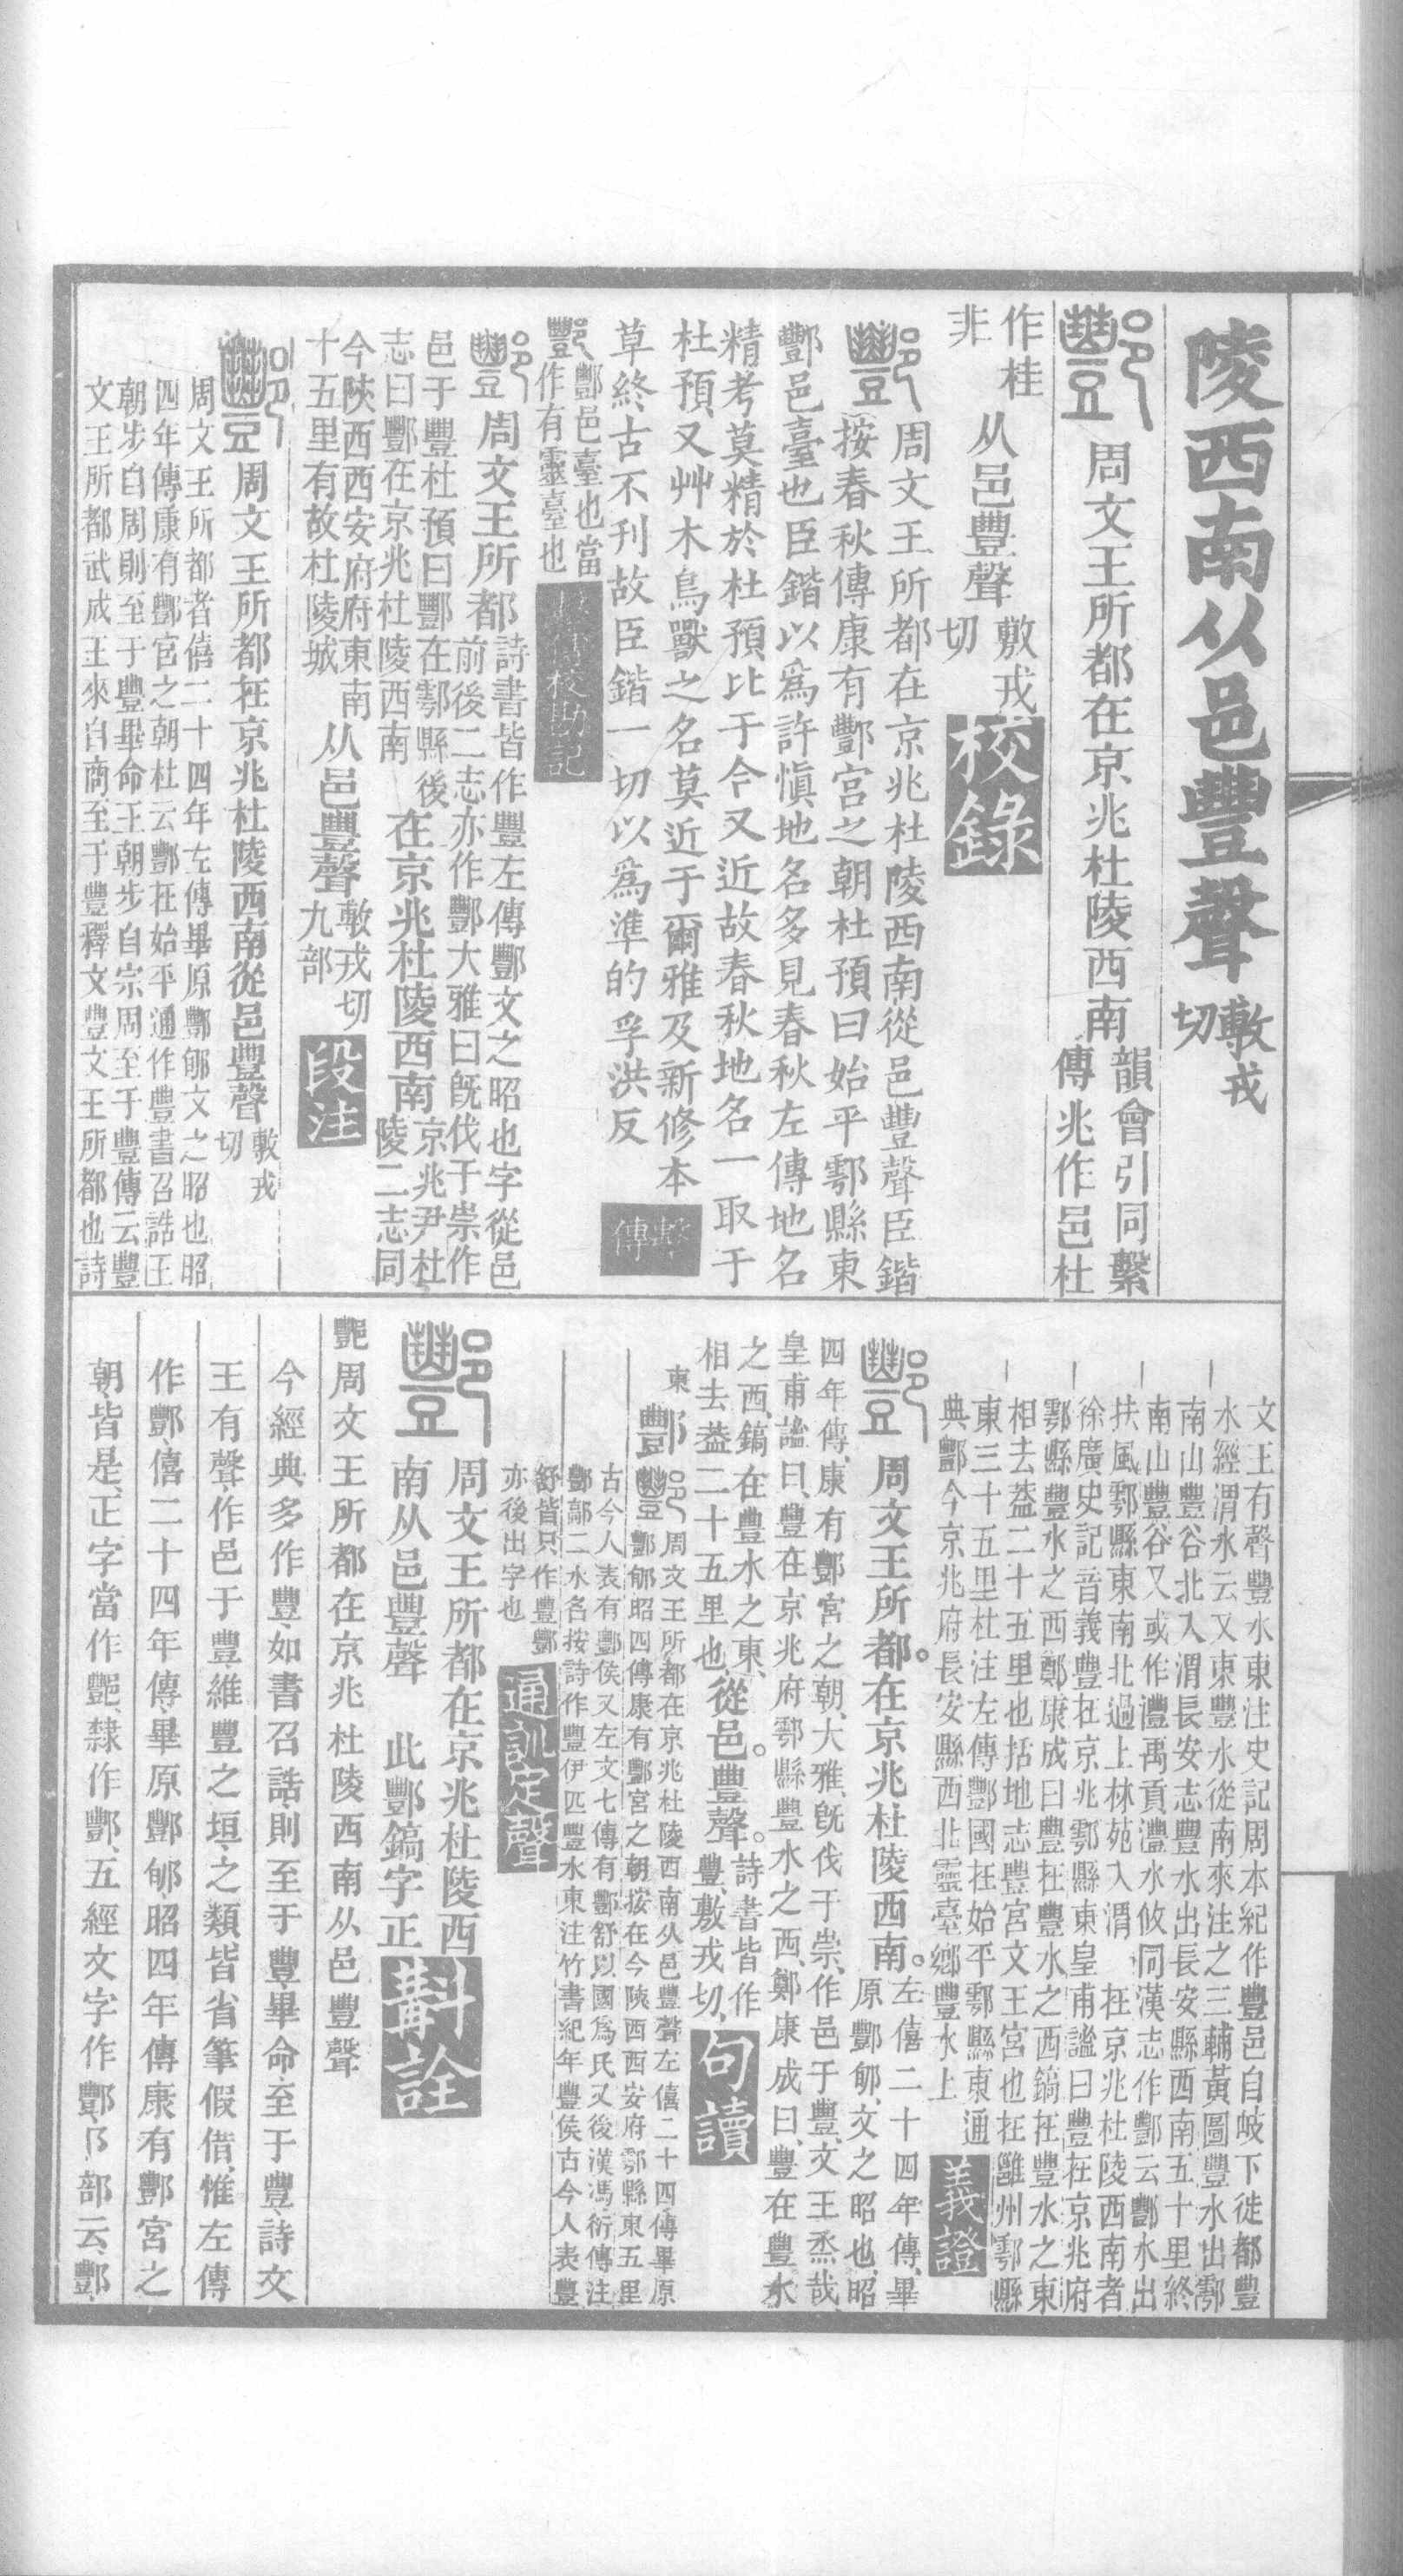 陵西南从邑豐聲敷戎切
酆周文王所都在京兆杜陵西南韻會引同繫傳兆作邑杜
作桂非从邑豐聲敷戎切校錄
酆周文王所都在京兆杜陵西南從邑豐聲臣鍇
按春秋傳康有酆宮之朝杜預曰始平鄠縣東
酆邑臺也臣鍇以爲許愼地名多見春秋左傳地名
精考莫精於杜預比于今又近故春秋地名一取于
杜預又艸木鳥獸之名莫近于爾雅及新修本
草終古不刊故臣鍇一切以爲準的孚洪反繫傳
酆酆邑臺也當作有靈臺也繫傳校勘記
酆周文王所都詩書皆作豐左傳酆文之昭也字從邑
前後二志亦作酆大雅曰旣伐于崇作
邑于豐杜預曰酆在鄠縣後在京兆杜陵西南京兆尹杜陵二志同
志曰酆在京兆杜陵西南
今陝西西安府府東南
十五里有故杜陵城从邑豐聲敷戎切九部段注
酆周文王所都在京兆杜陵西南從邑豐聲敷戎切
周文王所都者僖二十四年左傳畢原酆郇文之昭也昭
四年傳康有酆宮之朝杜云酆在始平通作豐書召誥王
朝步自周則至于豐畢命王朝步自宗周至于豐傳云豐
文王所都武成王來自商至于豐釋文豐文王所都也詩
文王有聲豐水東注史記周本紀作豐邑自岐下徙都豐
水經渭水云又東豐水從南來注之三輔黃圖豐水出鄠
南山豐谷北入渭長安志豐水出長安縣西南五十里終
南山豐谷又或作灃禹貢灃水攸同漢志作酆云酆水出
扶風鄠縣東南北過上林苑入渭 在京兆杜陵西南者
徐廣史記音義豐在京兆鄠縣東皇甫謐曰豐在京兆府
鄠縣豐水之西鄭康成曰豐在豐水之西鎬在豐水之東
相去蓋二十五里也括地志豐宮文王宮也在雝州鄠縣
東三十五里杜注左傳酆國在始平鄠縣東通
典酆今京兆府長安縣西北靈臺鄉豐水上義證
酆周文王所都。在京兆杜陵西南。左僖二十四年傳、畢
原酆郇、文之昭也、昭
四年傳、康有酆宮之朝、大雅、旣伐于崇、作邑于豐、文王烝哉
皇甫謐曰、豐在京兆府鄠縣豐水之西、鄭康成曰、豐在豐水
之西、鎬在豐水之東、
相去蓋二十五里也、從邑。豐聲。詩書皆作豐、敷戎切、句讀
東酆酆周文王所都在京兆杜陵西南从邑豐聲左僖二十四傳畢原
酆郇昭四傳康有酆宮之朝按在今陝西西安府鄠縣東五里
古今人表有酆侯又左文七傳有酆舒以國爲氏又後漢馮衍傳注
酆鄗二水名按詩作豐伊匹豐水東注竹書紀年豐侯古今人表豐
舒皆只作豐酆
亦後出字也通訓定聲
酆周文王所都在京兆杜陵西
南从邑豐聲 此酆鎬字正斠詮
酆周文王所都在京兆杜陵西南从邑豐聲
今經典多作豐、如書召誥、則至于豐、畢命、至于豐、詩、文
王有聲、作邑于豐、維豐之垣、之類、皆省筆假借、惟左傳
作酆、僖二十四年傳、畢原酆郇、昭四年傳、康有酆宮之
朝、皆是、正字當作酆、隸作酆、五經文字作酆、阝部云、酆、